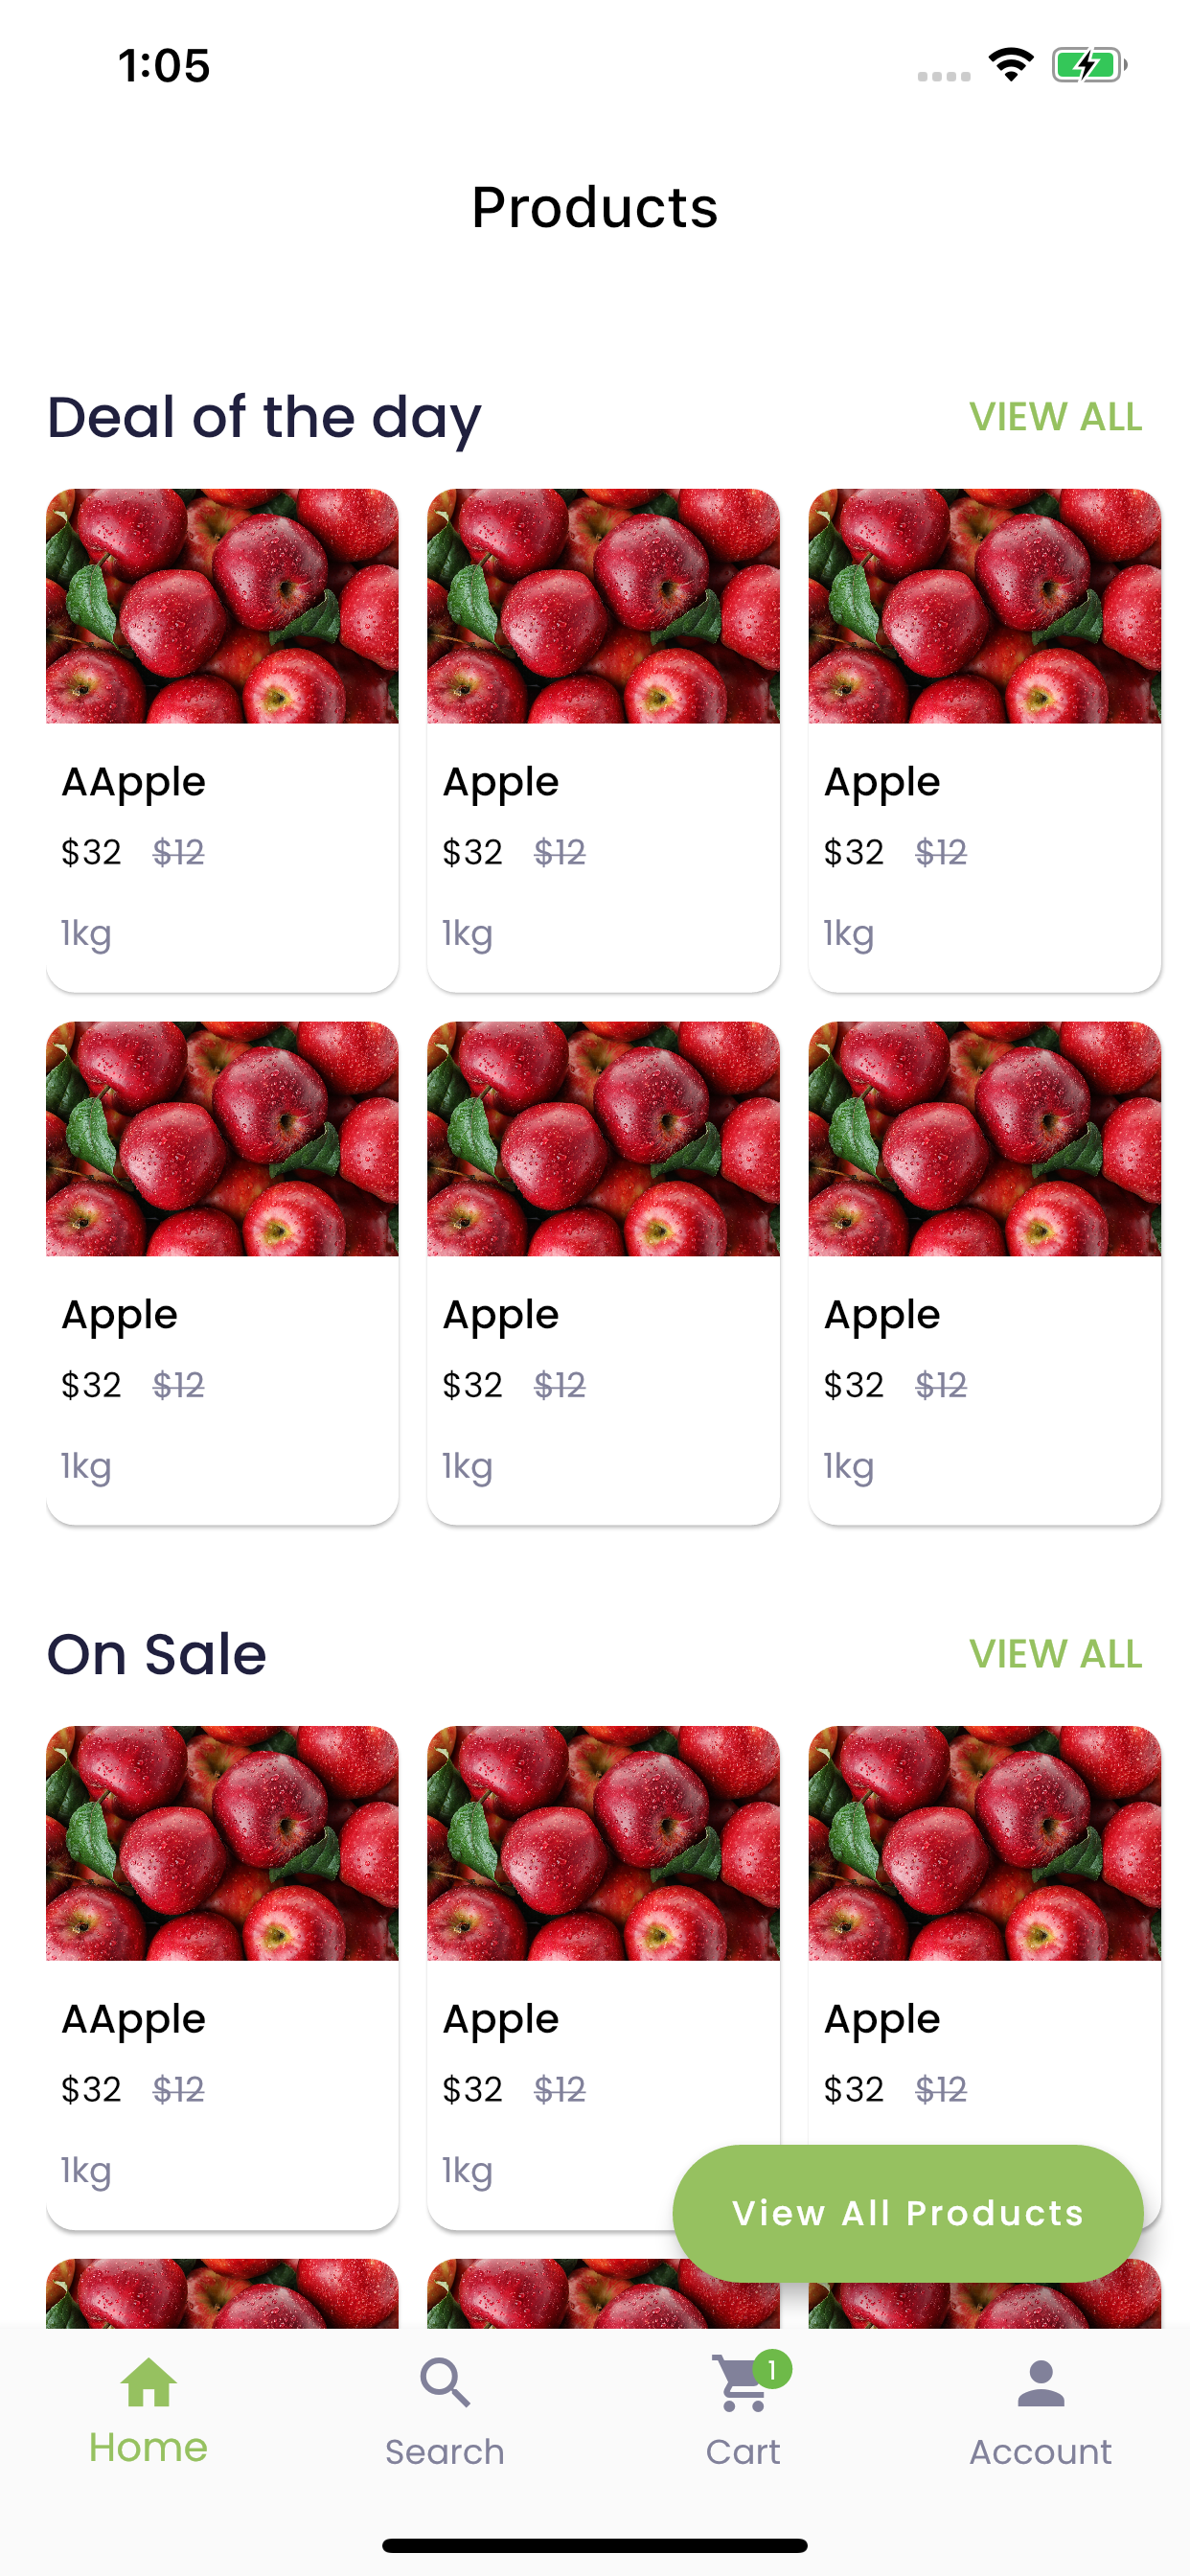 1:05
Products
Deal of the day VIEW ALL
AApple Apple Apple
$32 $12 $32 $12 $32 $12
1kg 1kg 1kg
Apple Apple Apple
$32 $12 $32 $12 $32 $12
1kg 1kg 1kg
On Sale VIEW ALL
AApple Apple Apple
$32 $12 $32 $12 $32 $12
1kg 1kg
View All Products
1
Home Search Cart Account